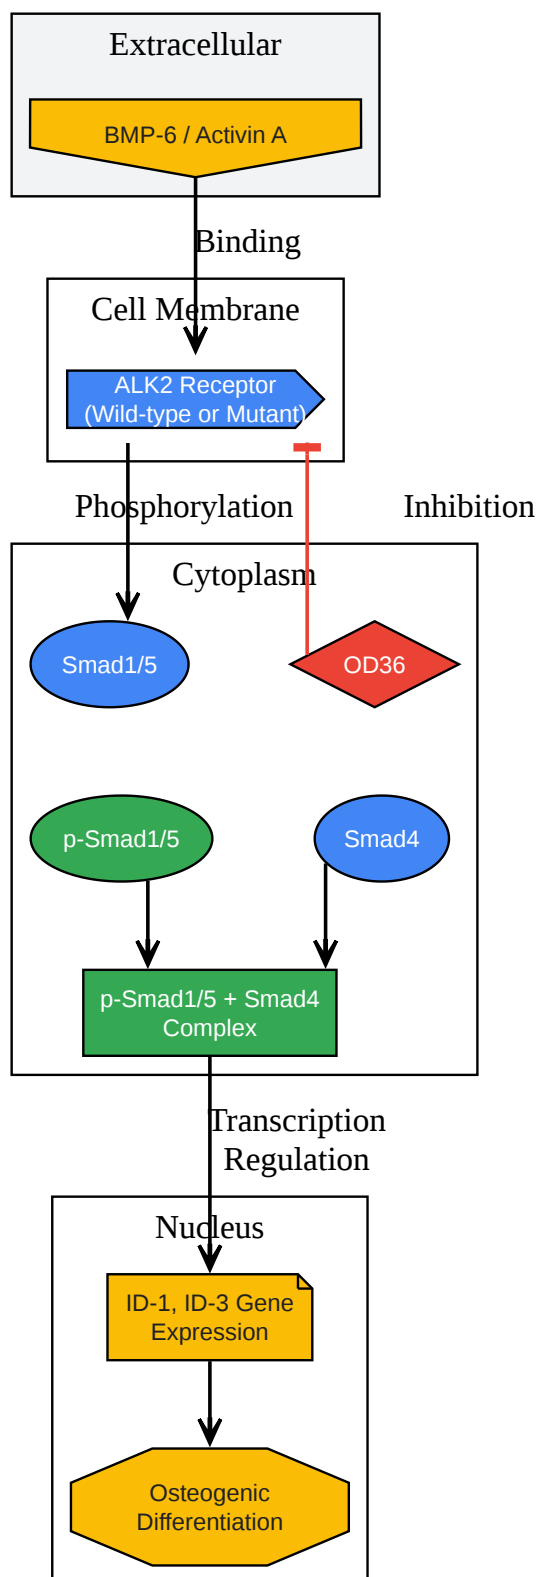 Extracellular
BMP-6 / Activin A
Binding
Cell Membrane
ALK2 Receptor
(Wild-type or Mutant)
Phosphorylation
Inhibition
Cytoplasm
Smad1/5
OD36
p-Smad1/5
Smad4
p-Smad1/5 + Smad4
Complex
Transcription
Regulation
Nucleus
ID-1, ID-3 Gene
Expression
Osteogenic
Differentiation